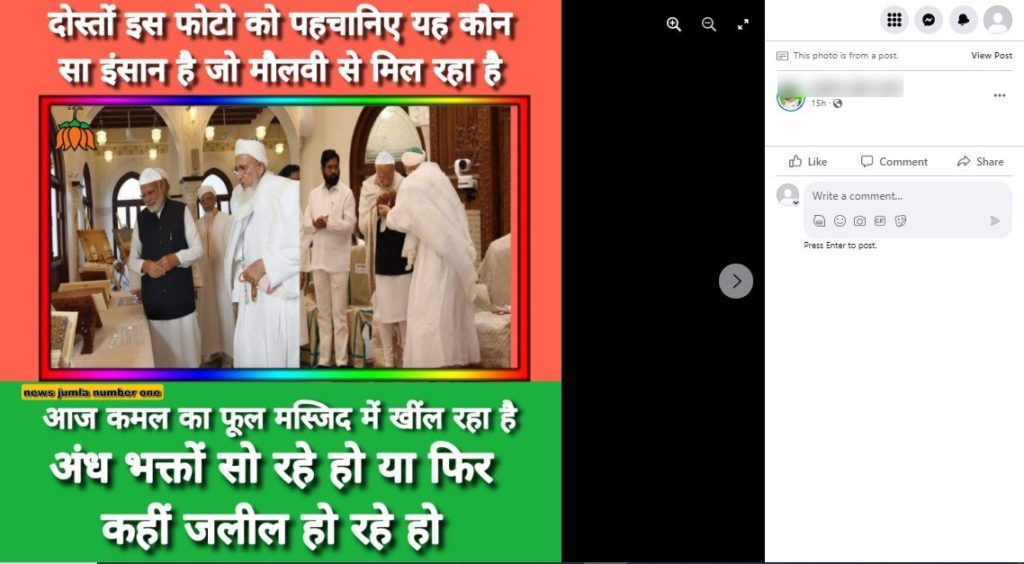 दोस्तों इस फोटो को पहचानिए यह कौन
सा इंसान है जो मौलवी से मिल रहा है
news jumla number one
आज कमल का फूल मस्जिद में खींल रहा है
अंध भक्तों सो रहे हो या फिर
कहीं जलील हो रहे हो
This photo is from a post.
View Post
15h
Like
Comment
Share
Write a comment...
GIF
Press Enter to post.